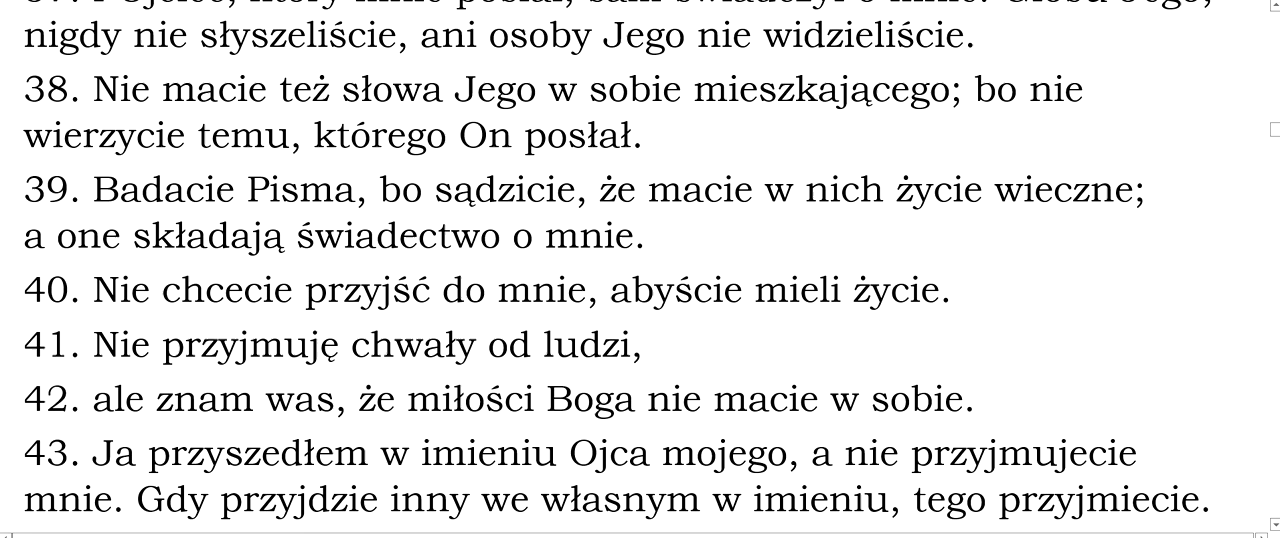 nigdy nie słyszeliście, ani osoby Jego nie widzieliście.
38. Nie macie też słowa Jego w sobie mieszkającego; bo nie
wierzycie temu, którego On posłał.
39. Badacie Pisma, bo sądzicie, że macie w nich życie wieczne;
a one składają świadectwo o mnie.
40. Nie chcecie przyjść do mnie, abyście mieli życie.
41. Nie przyjmuję chwały od ludzi,
42. ale znam was, że miłości Boga nie macie w sobie.
43. Ja przyszedłem w imieniu Ojca mojego, a nie przyjmujecie
mnie. Gdy przyjdzie inny we własnym w imieniu, tego przyjmiecie.